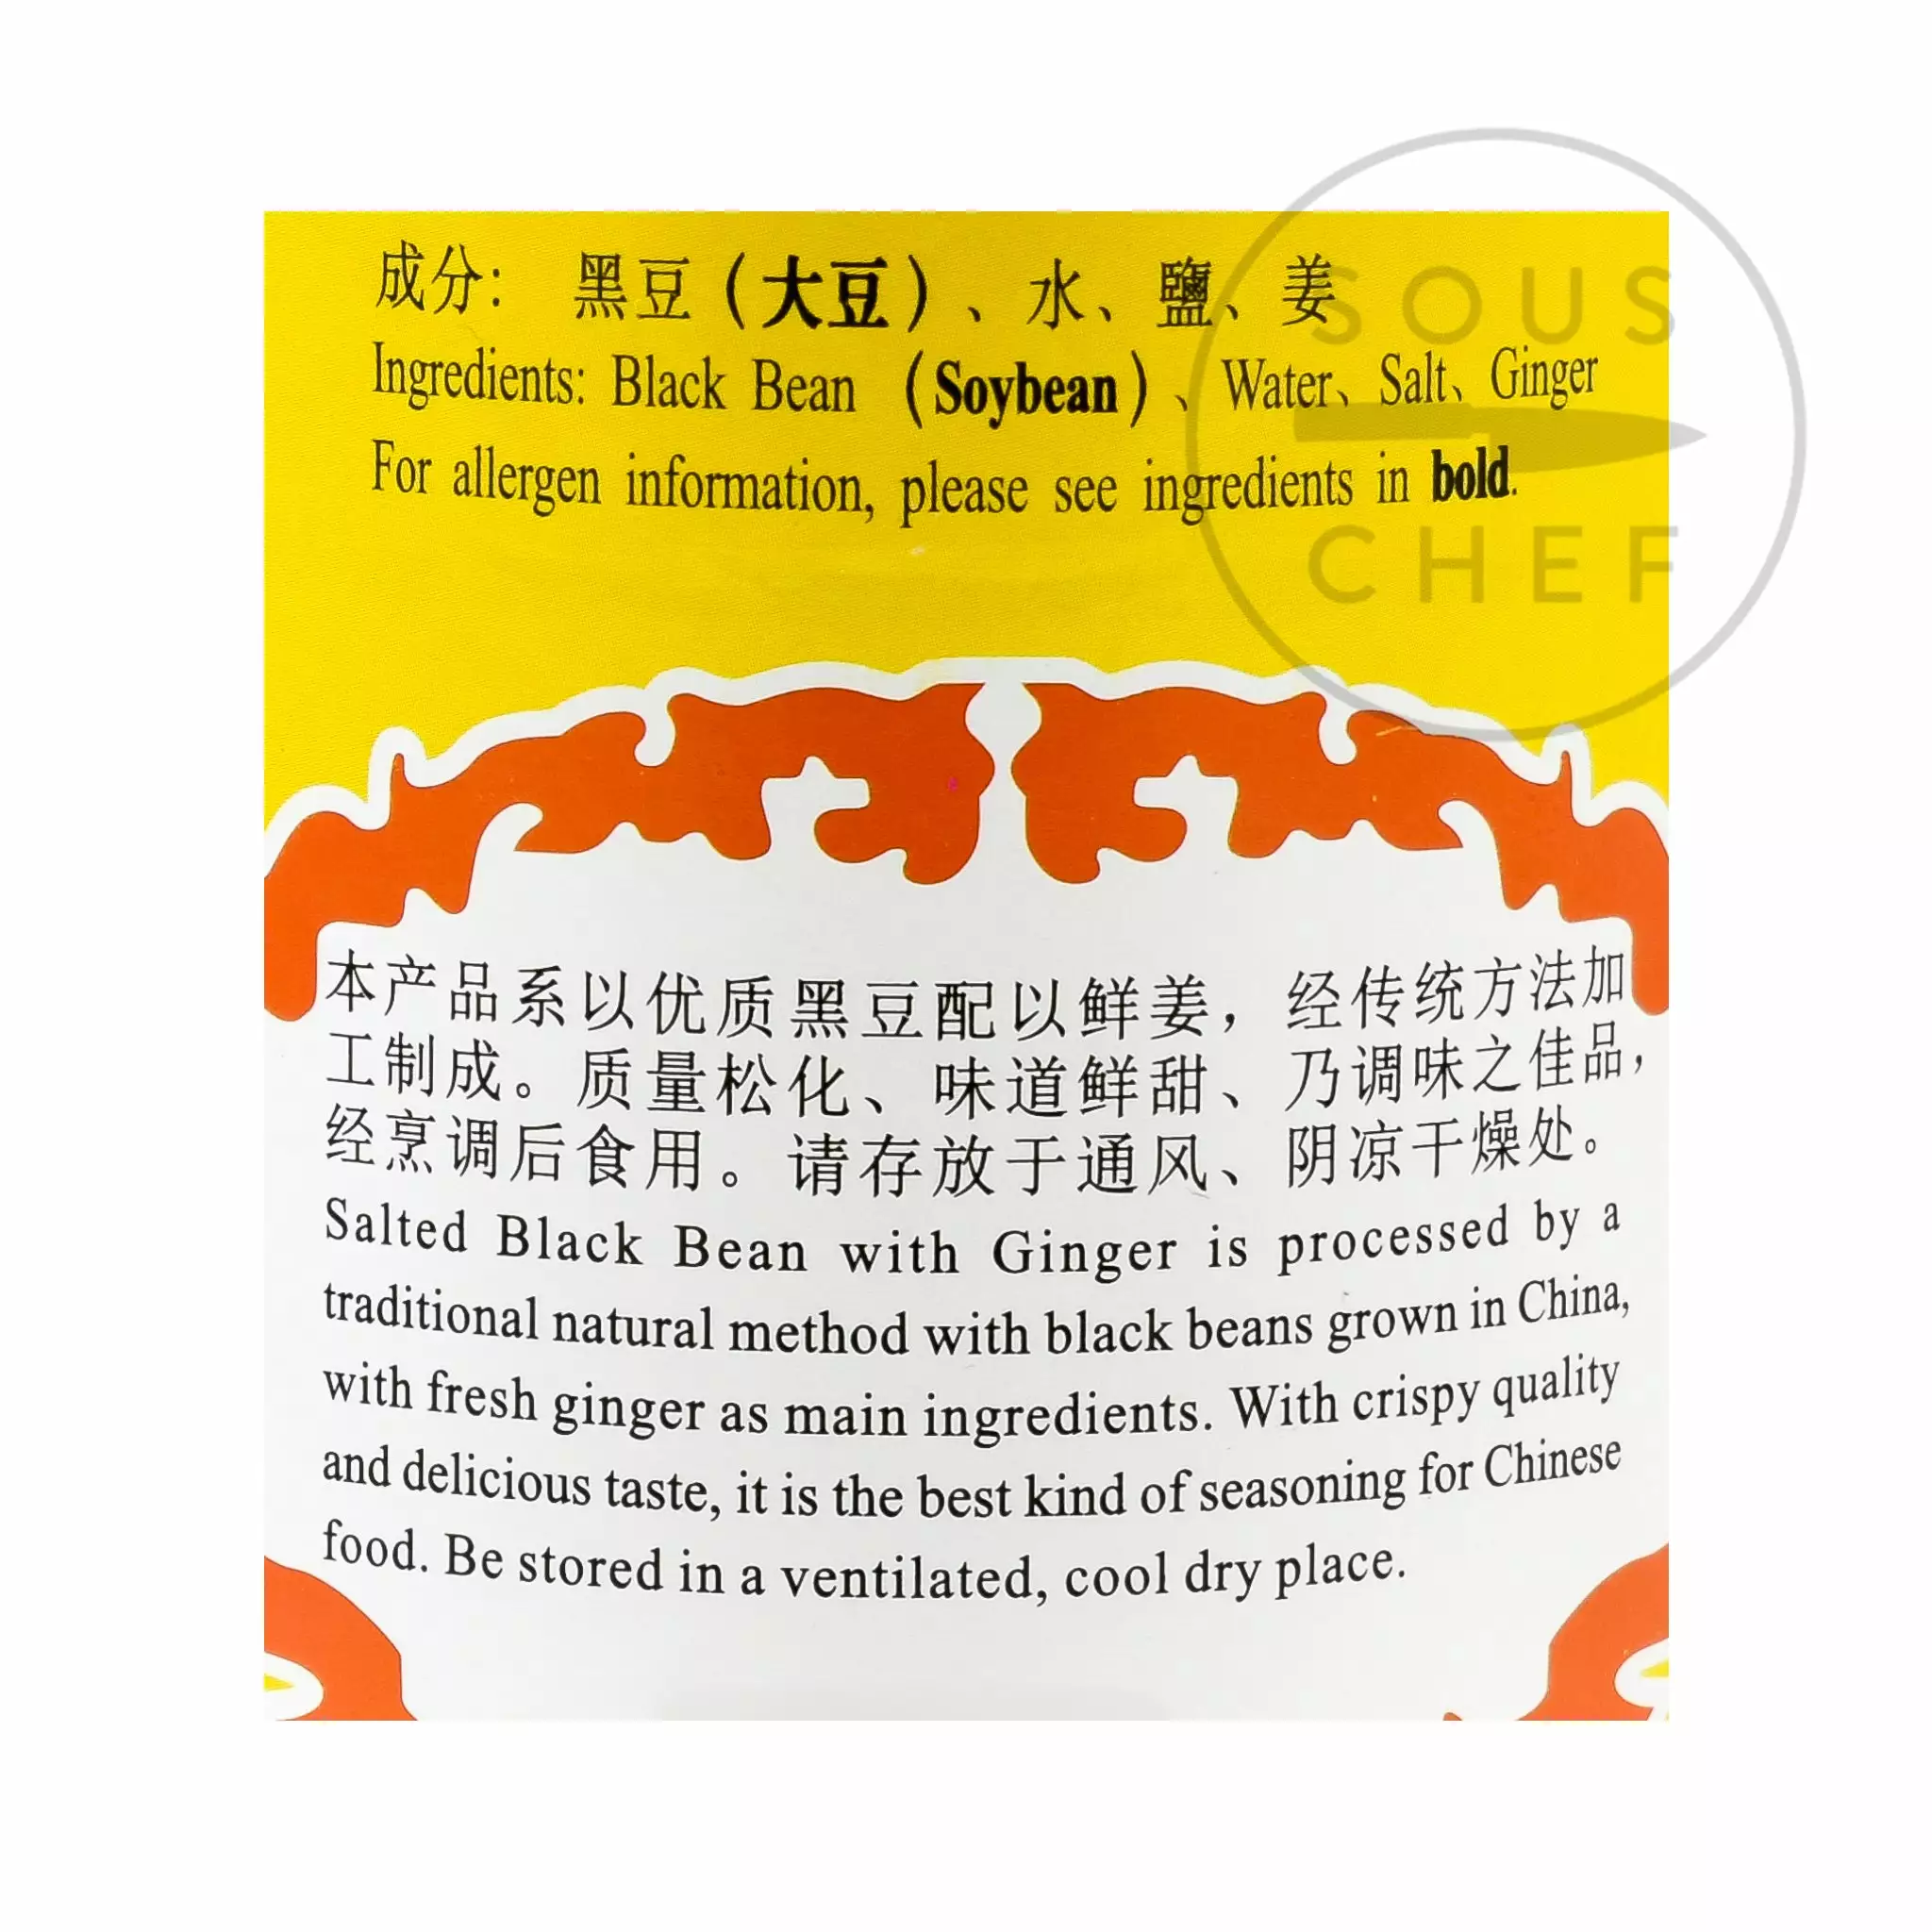 成分: 黑豆(大豆)、水、鹽、姜
Ingredients: Black Bean (Soybean)、Water、Salt、Ginger
For allergen information, please see ingredients in bold.
SOUS
CHEF
本产品系以优质黑豆配以鲜姜，经传统方法加
工制成。质量松化、味道鲜甜、乃调味之佳品，
经烹调后食用。请存放于通风、阴凉干燥处。
Salted Black Bean with Ginger is processed by a
traditional natural method with black beans grown in China,
with fresh ginger as main ingredients. With crispy quality
and delicious taste, it is the best kind of seasoning for Chinese
food. Be stored in a ventilated, cool dry place.